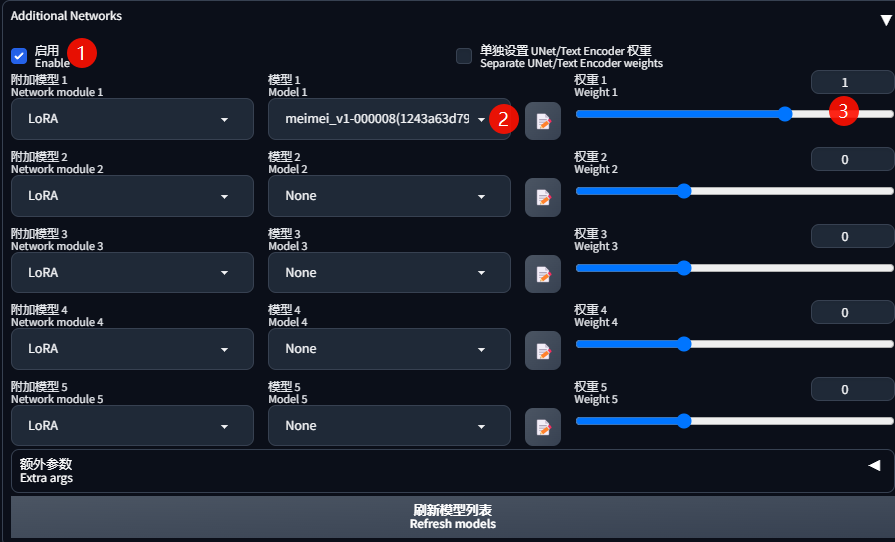 Additional Networks
启用
Enable
1
单独设置 UNet/Text Encoder 权重
Separate UNet/Text Encoder weights
附加模型 1
Network module 1
模型 1
Model 1
权重 1
Weight 1
1
LoRA
meimei_v1-000008(1243a63d79
2
3
附加模型 2
Network module 2
模型 2
Model 2
权重 2
Weight 2
0
LoRA
None
附加模型 3
Network module 3
模型 3
Model 3
权重 3
Weight 3
0
LoRA
None
附加模型 4
Network module 4
模型 4
Model 4
权重 4
Weight 4
0
LoRA
None
附加模型 5
Network module 5
模型 5
Model 5
权重 5
Weight 5
0
LoRA
None
额外参数
Extra args
刷新模型列表
Refresh models